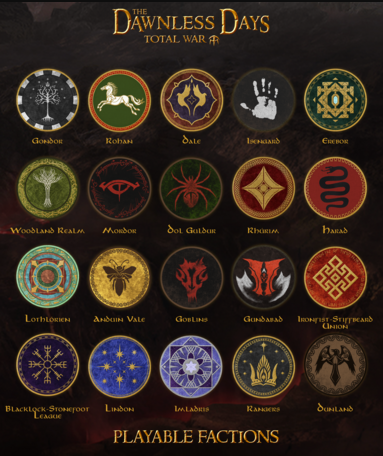 THE
DAWNLESS DAYS
TOTAL WAR
Gondor
Rohan
Dale
Isengard
Erebor
Woodland Realm
Mordor
Dol Guldur
Rhûn
Harad
Lothlórien
Anduin Vale
Goblins
Gundabad
Ironfist-Stiffbeard
Union
Blacklock-Stonefoot
League
Lindon
Imladris
Rangers
Dunland
PLAYABLE FACTIONS